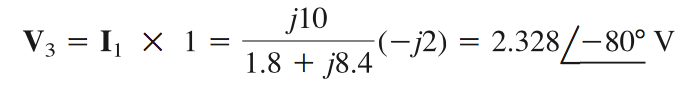 V₃ = I₁ × 1 = j10 / (1.8 + j8.4) (−j2) = 2.328∠−80° V